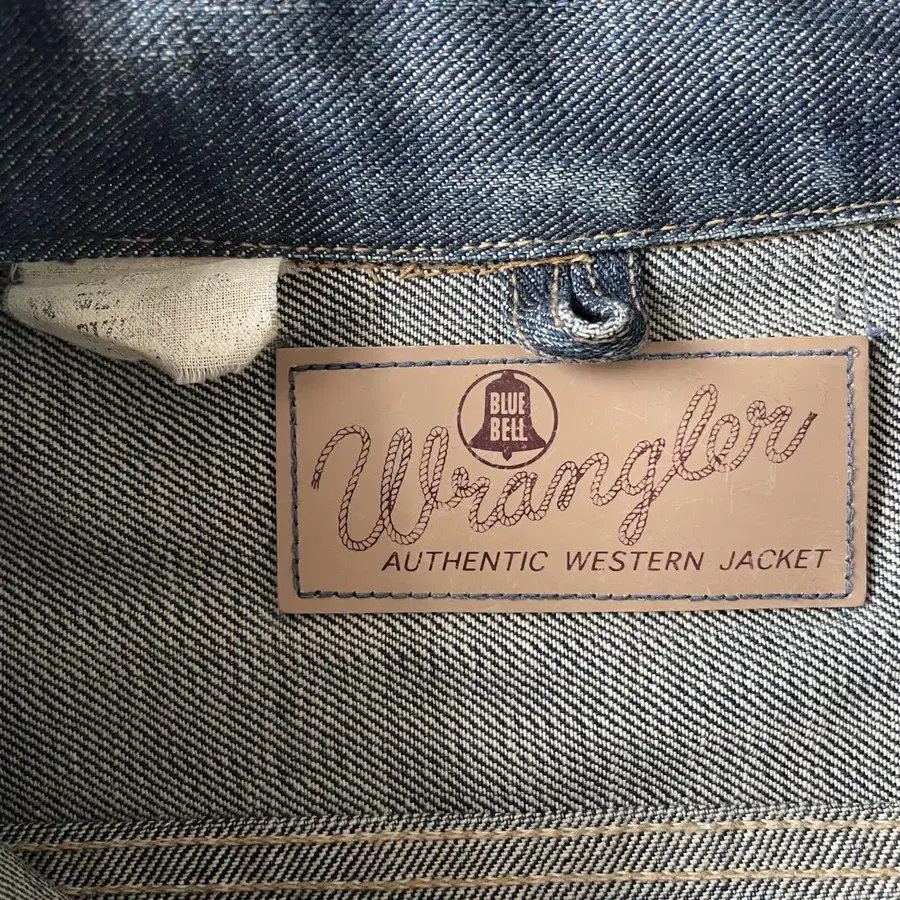 BLUE
BELL
Wrangler
AUTHENTIC WESTERN JACKET